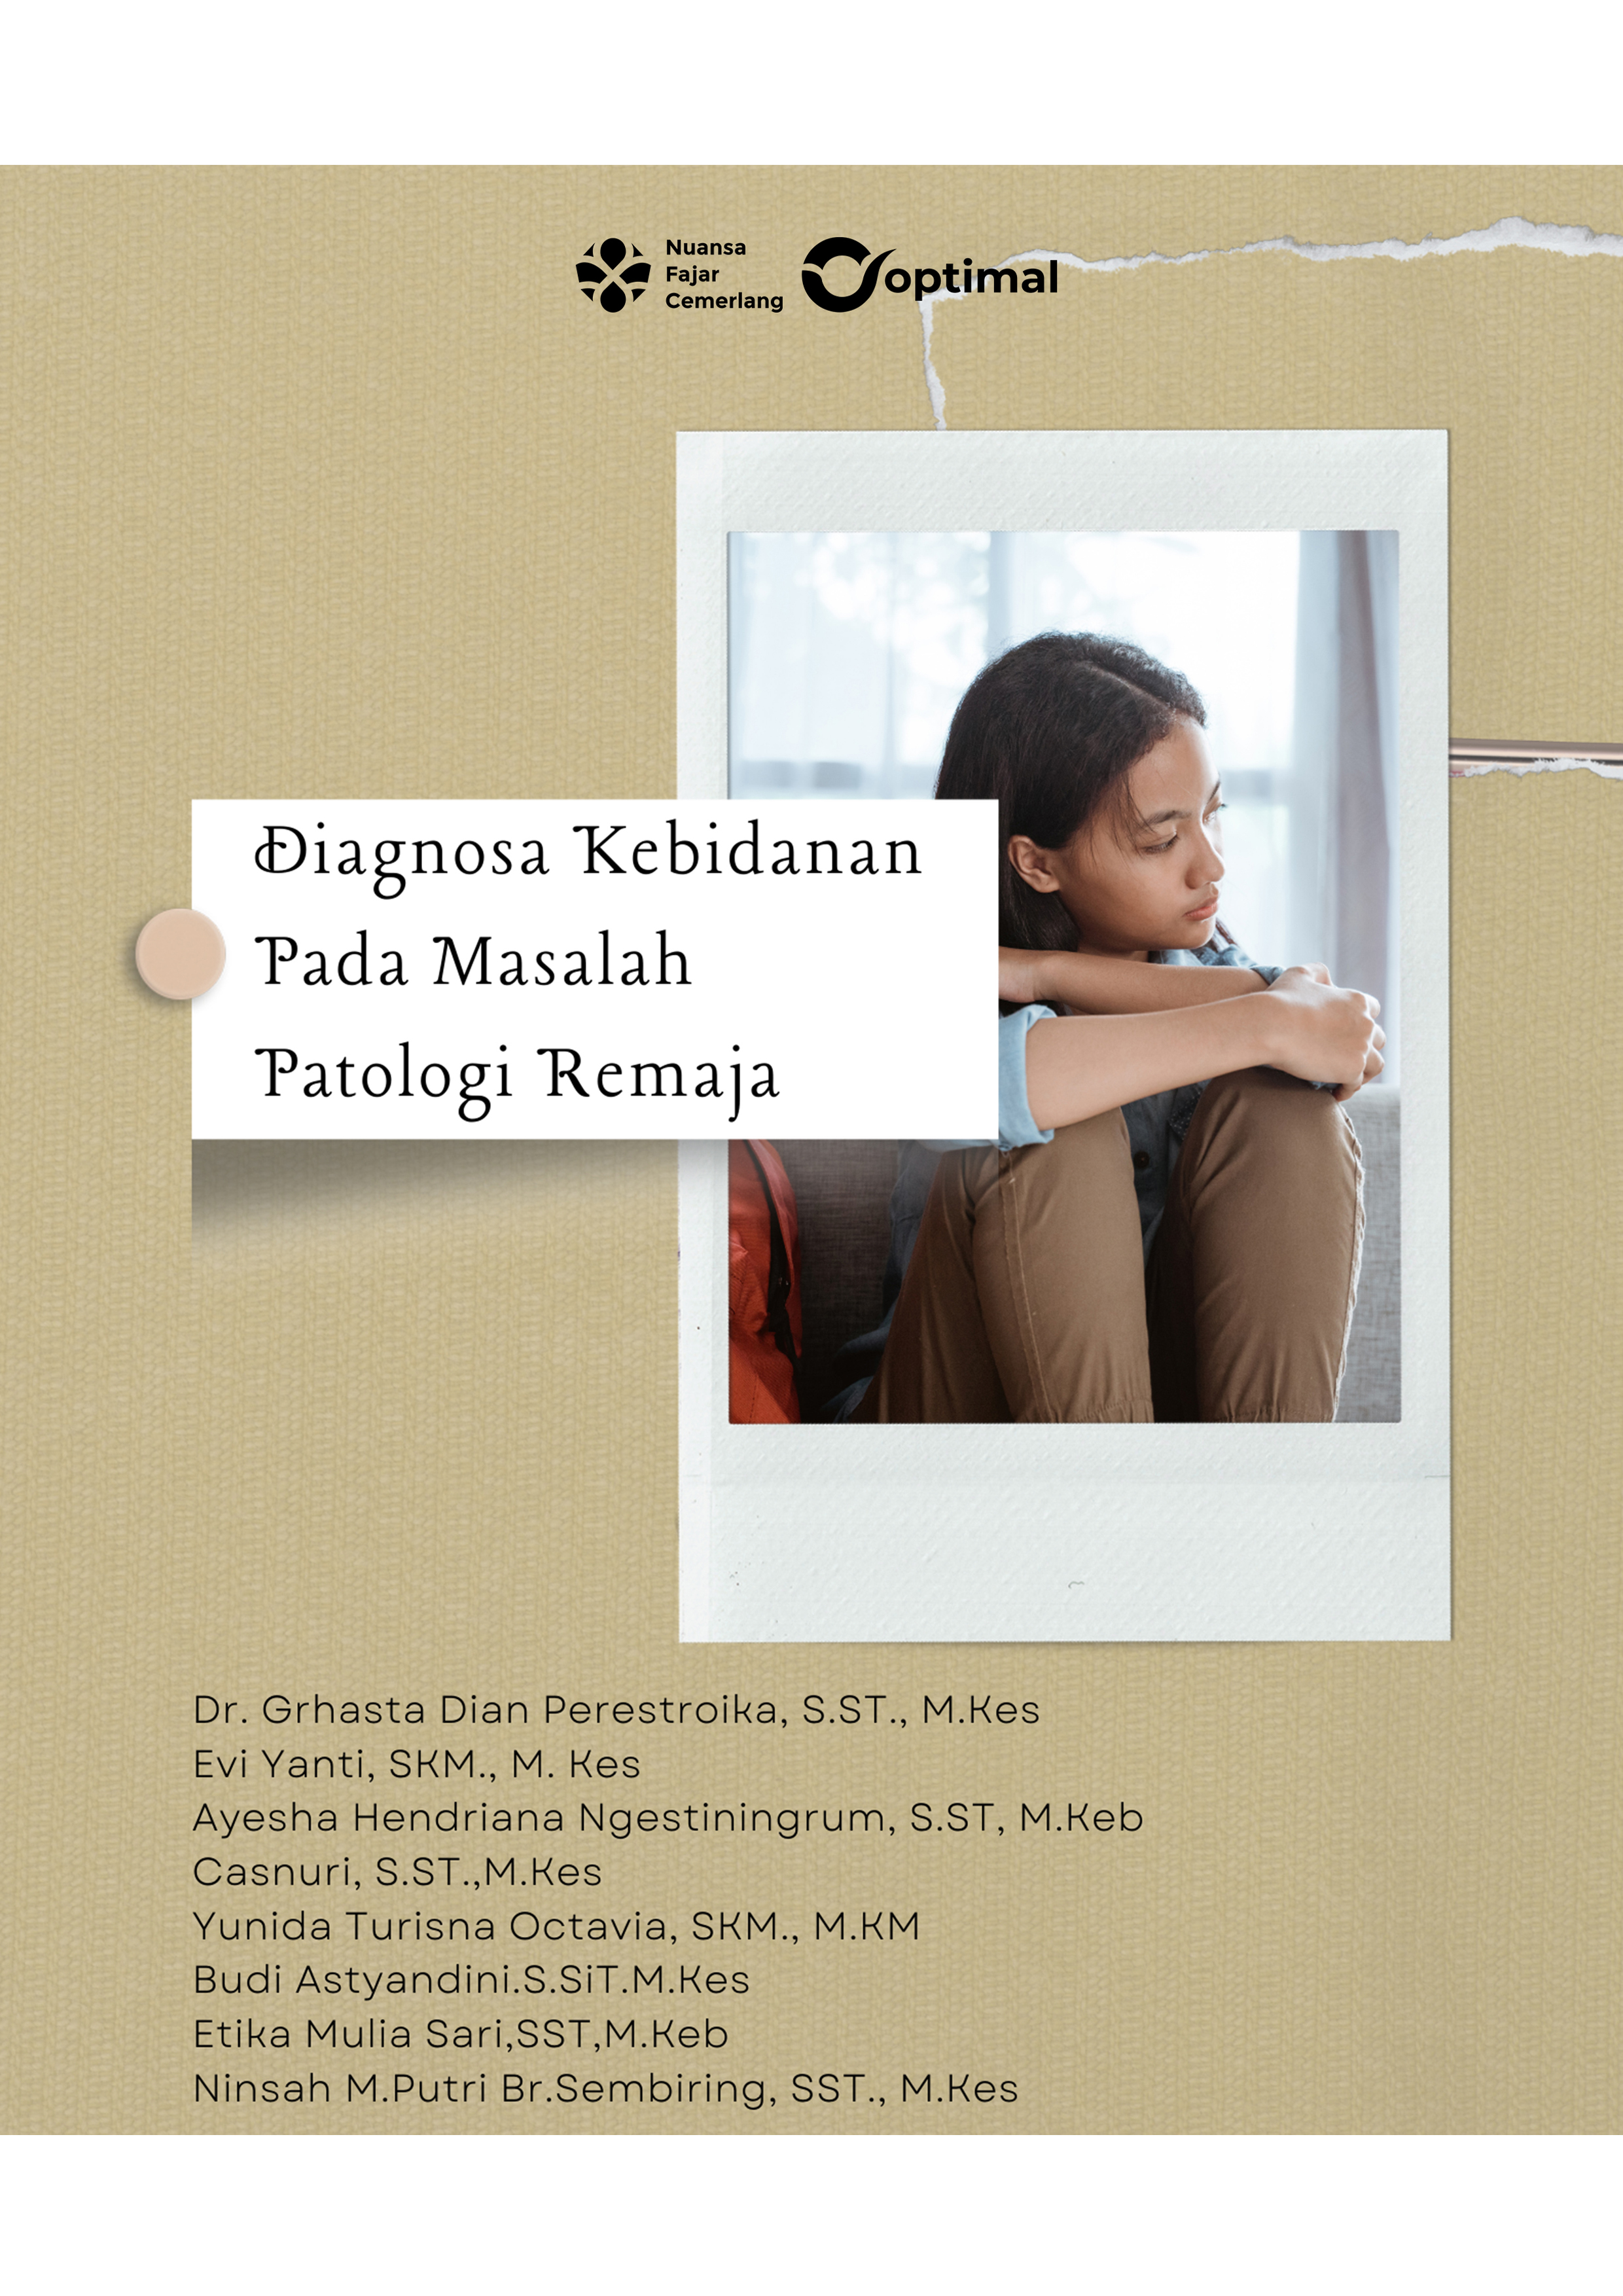 Nuansa
Fajar
Cemerlang
optimal
Diagnosa Kebidanan
Pada Masalah
Patologi Remaja
Dr. Grhasta Dian Perestroika, S.ST., M.Kes
Evi Yanti, SKM., M. Kes
Ayesha Hendriana Ngestiningrum, S.ST, M.Keb
Casnuri, S.ST.,M.Kes
Yunida Turisna Octavia, SKM., M.KM
Budi Astyandini.S.SiT.M.Kes
Etika Mulia Sari,SST,M.Keb
Ninsah M.Putri Br.Sembiring, SST., M.Kes